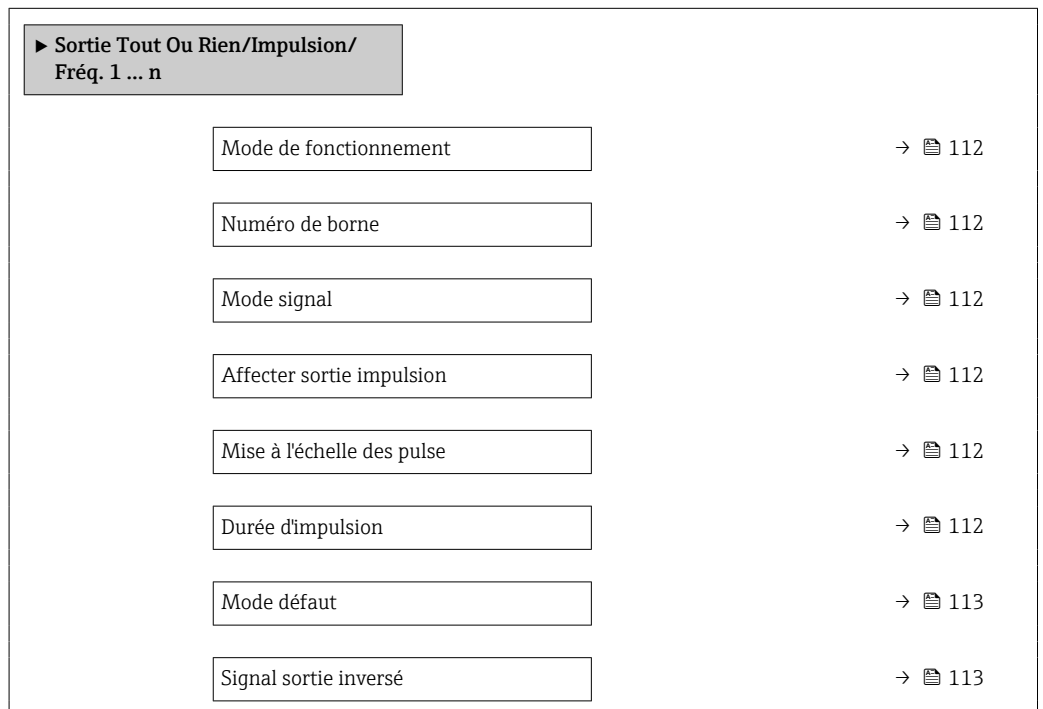 ▶ Sortie Tout Ou Rien/Impulsion/
Fréq. 1 … n
Mode de fonctionnement → 112
Numéro de borne → 112
Mode signal → 112
Affecter sortie impulsion → 112
Mise à l'échelle des pulse → 112
Durée d'impulsion → 112
Mode défaut → 113
Signal sortie inversé → 113